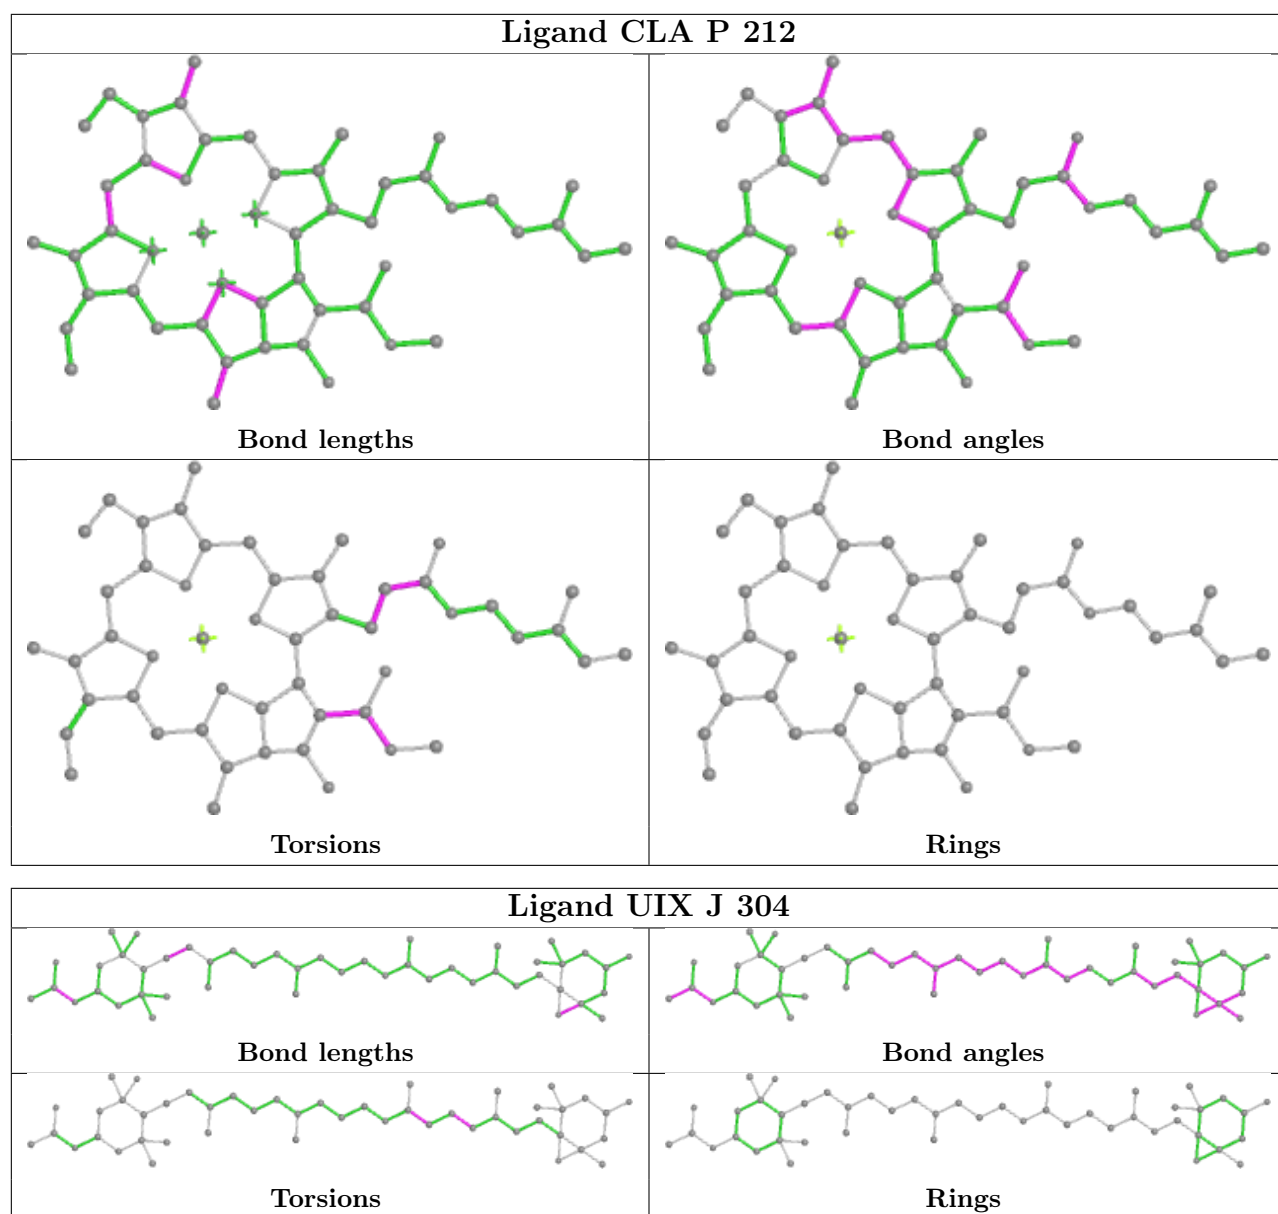 Ligand CLA P 212
Bond lengths
Bond angles
Torsions
Rings
Ligand UIX J 304
Bond lengths
Bond angles
Torsions
Rings